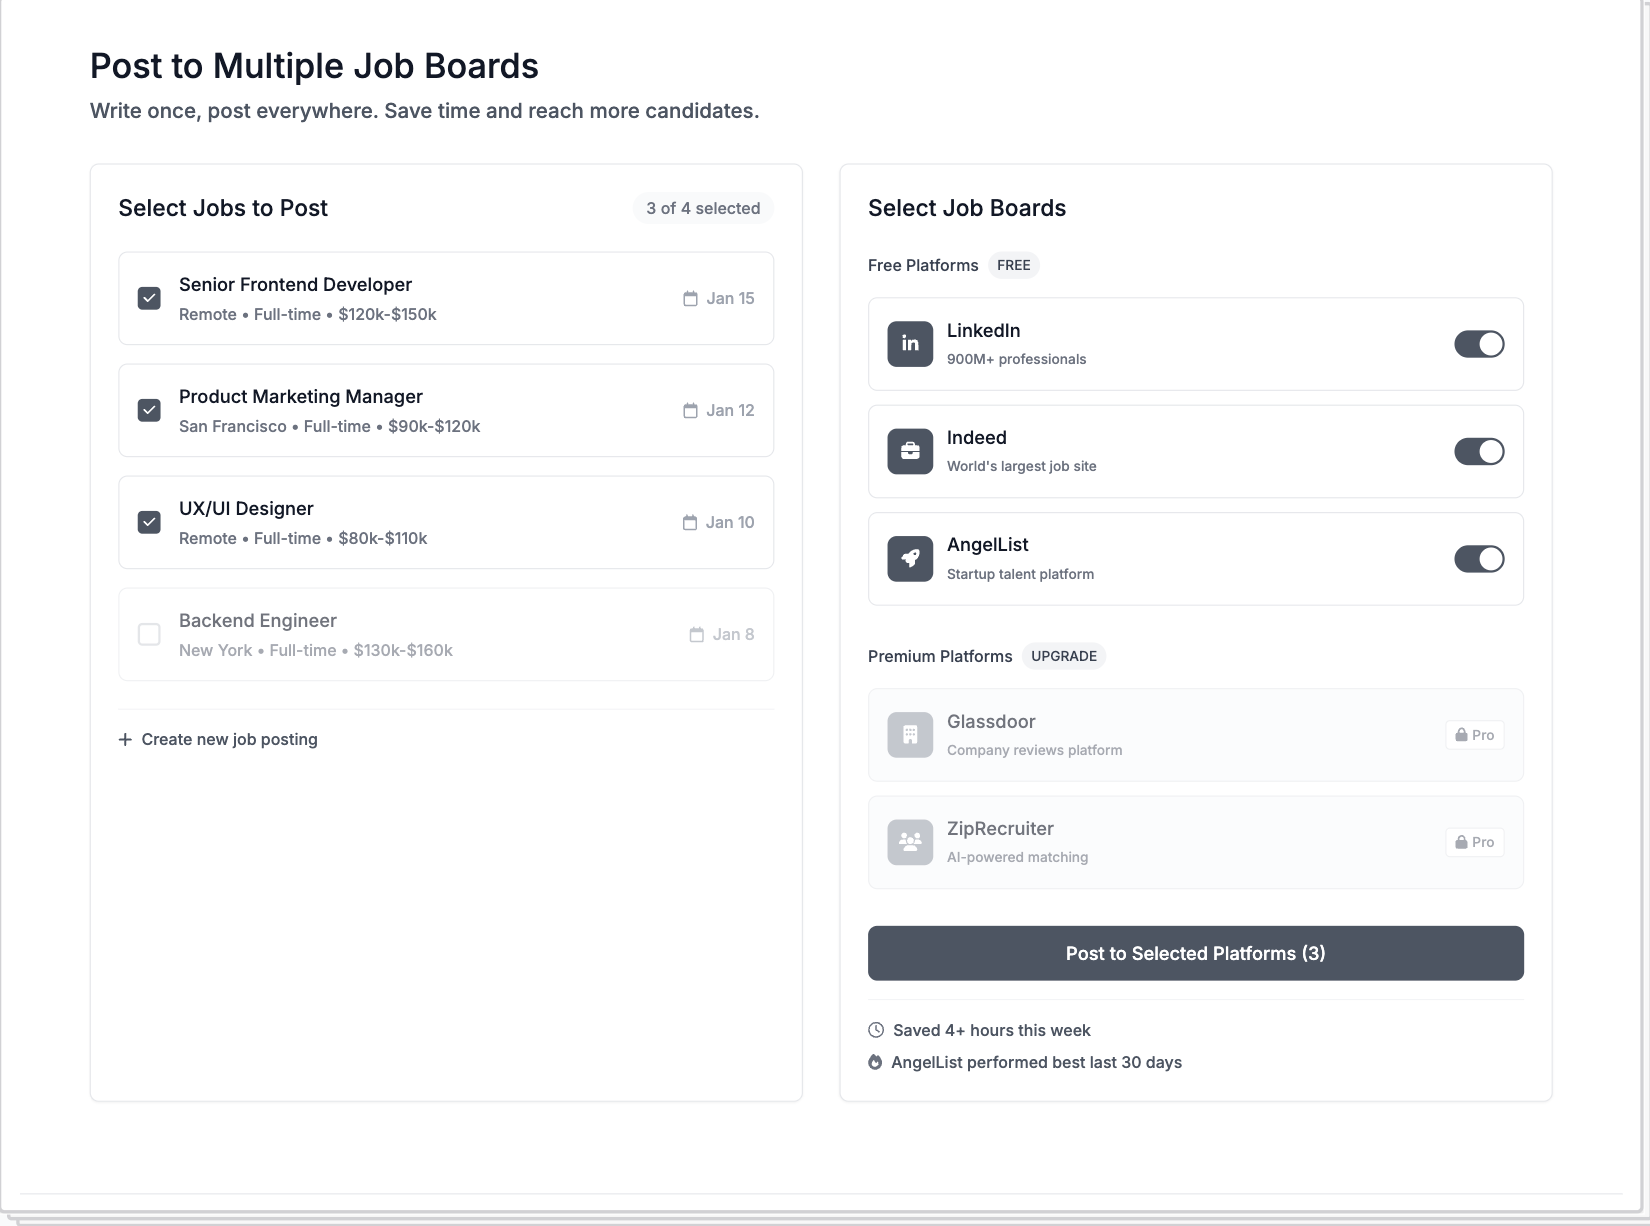 Post to Multiple Job Boards
Write once, post everywhere. Save time and reach more candidates.
Select Jobs to Post
3 of 4 selected
Senior Frontend Developer
Remote • Full-time • $120k-$150k
Jan 15
Product Marketing Manager
San Francisco • Full-time • $90k-$120k
Jan 12
UX/UI Designer
Remote • Full-time • $80k-$110k
Jan 10
Backend Engineer
New York • Full-time • $130k-$160k
Jan 8
Create new job posting
Select Job Boards
Free Platforms FREE
in
LinkedIn
900M+ professionals
Indeed
World's largest job site
AngelList
Startup talent platform
Premium Platforms UPGRADE
Glassdoor
Company reviews platform
Pro
ZipRecruiter
AI-powered matching
Pro
Post to Selected Platforms (3)
Saved 4+ hours this week
AngelList performed best last 30 days